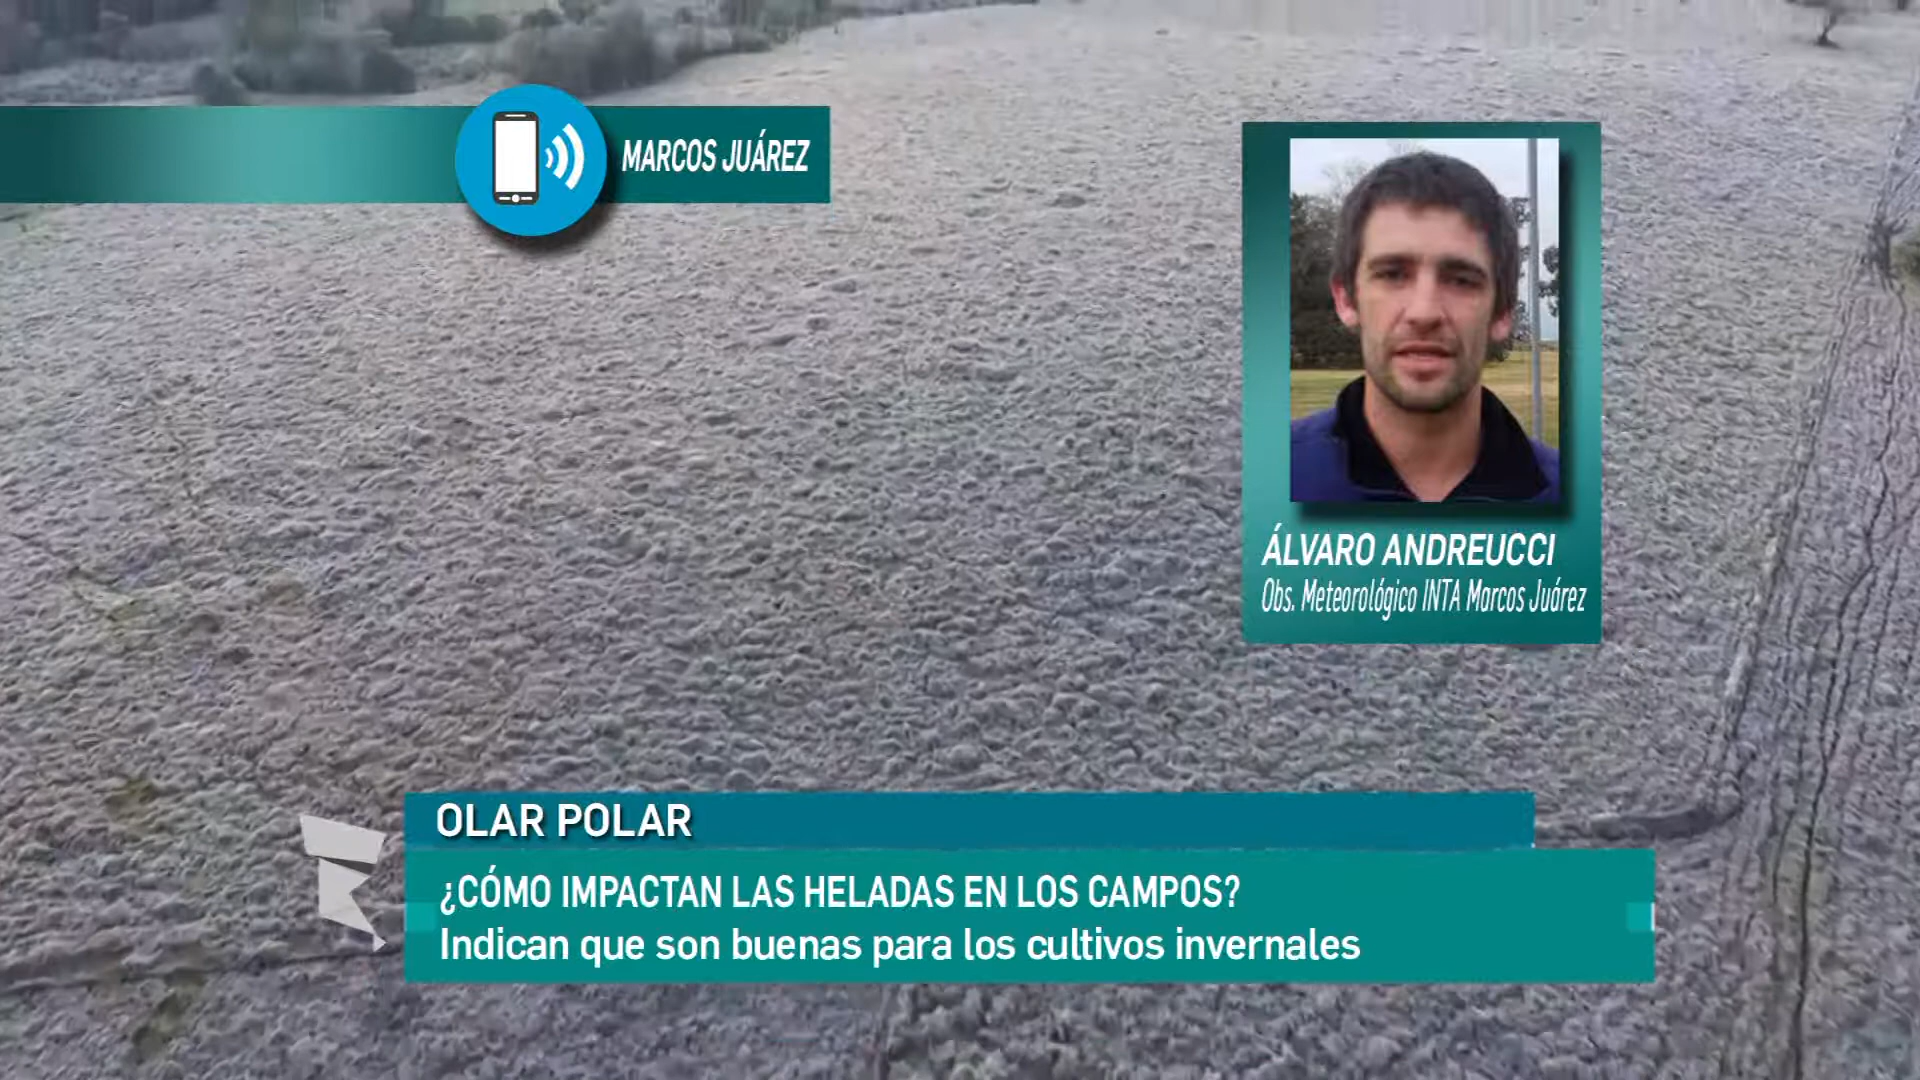 MARCOS JUÁREZ
ÁLVARO ANDREUCCI
Obs. Meteorológico INTA Marcos Juárez
OLAR POLAR
¿CÓMO IMPACTAN LAS HELADAS EN LOS CAMPOS?
Indican que son buenas para los cultivos invernales